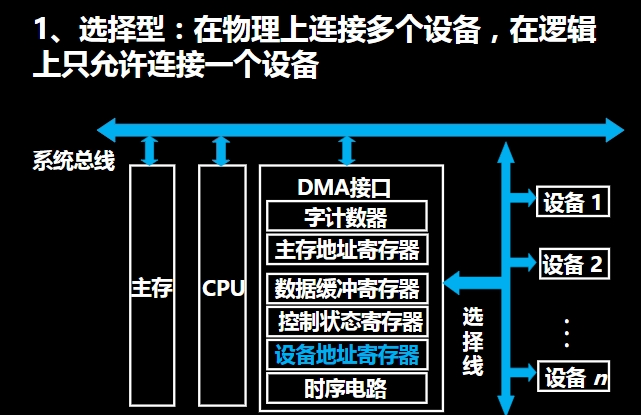 1、选择型：在物理上连接多个设备，在逻辑
上只允许连接一个设备
系统总线
主存
CPU
DMA接口
字计数器
主存地址寄存器
数据缓冲寄存器
控制状态寄存器
设备地址寄存器
时序电路
选择线
设备 1
设备 2
⋮
设备 n